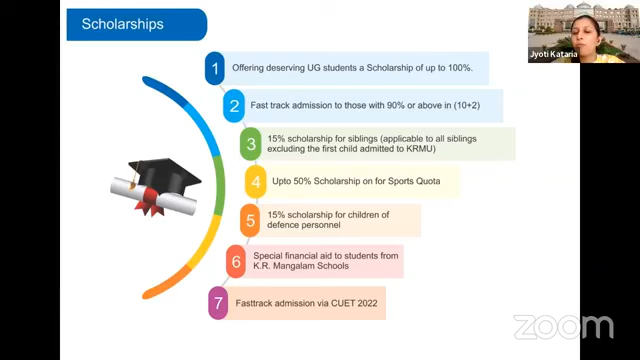 Scholarships
Jyoti Kataria
1 Offering deserving UG students a Scholarship of up to 100%.
2 Fast track admission to those with 90% or above in (10+2)
3 15% scholarship for siblings (applicable to all siblings
excluding the first child admitted to KRMU)
4 Upto 50% Scholarship on for Sports Quota
5 15% scholarship for children of
defence personnel
6 Special financial aid to students from
K.R. Mangalam Schools
7 Fasttrack admission via CUET 2022
zoom